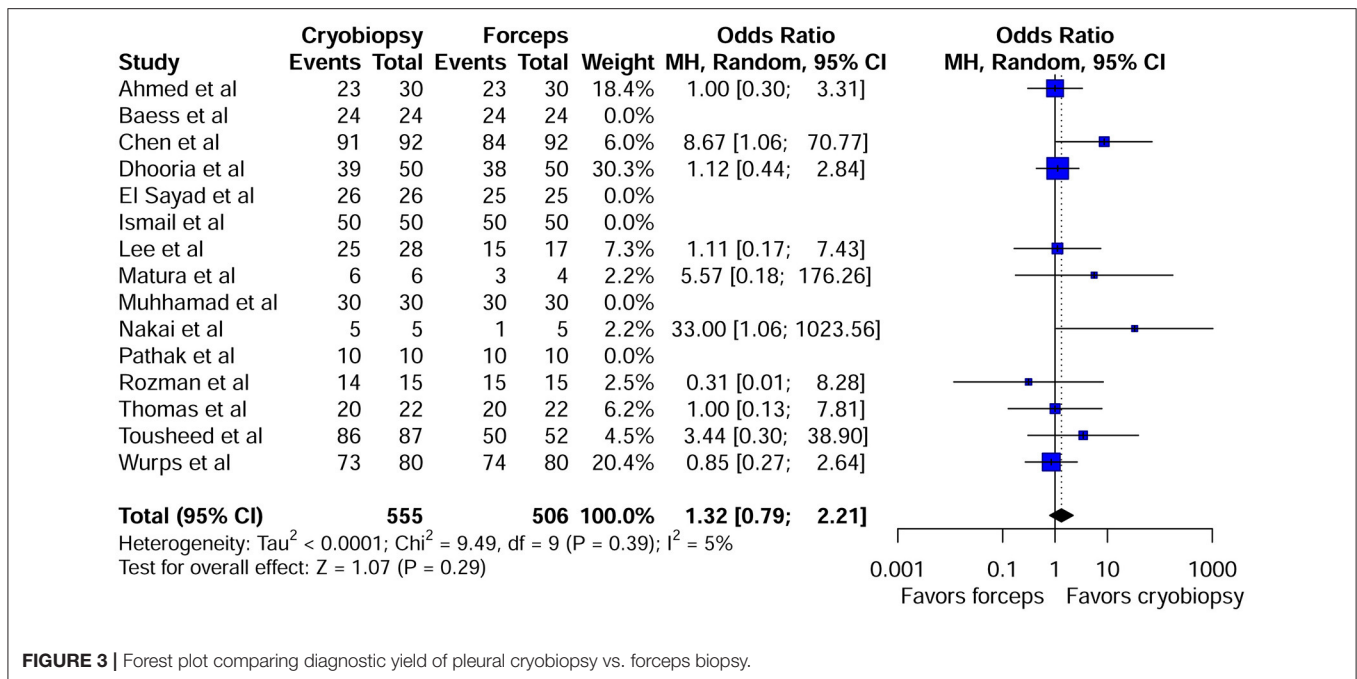 Cryobiopsy Forceps Odds Ratio Odds Ratio
Study Events Total Events Total Weight MH, Random, 95% CI MH, Random, 95% CI
Ahmed et al 23 30 23 30 18.4% 1.00 [0.30; 3.31]
Baess et al 24 24 24 24 0.0%
Chen et al 91 92 84 92 6.0% 8.67 [1.06; 70.77]
Dhooria et al 39 50 38 50 30.3% 1.12 [0.44; 2.84]
El Sayad et al 26 26 25 25 0.0%
Ismail et al 50 50 50 50 0.0%
Lee et al 25 28 15 17 7.3% 1.11 [0.17; 7.43]
Matura et al 6 6 3 4 2.2% 5.57 [0.18; 176.26]
Muhhamad et al 30 30 30 30 0.0%
Nakai et al 5 5 1 5 2.2% 33.00 [1.06; 1023.56]
Pathak et al 10 10 10 10 0.0%
Rozman et al 14 15 15 15 2.5% 0.31 [0.01; 8.28]
Thomas et al 20 22 20 22 6.2% 1.00 [0.13; 7.81]
Tousheed et al 86 87 50 52 4.5% 3.44 [0.30; 38.90]
Wurps et al 73 80 74 80 20.4% 0.85 [0.27; 2.64]
Total (95% CI) 555 506 100.0% 1.32 [0.79; 2.21]
Heterogeneity: Tau² < 0.0001; Chi² = 9.49, df = 9 (P = 0.39); I² = 5%
Test for overall effect: Z = 1.07 (P = 0.29)
0.001 0.1 1 10 1000
Favors forceps Favors cryobiopsy
FIGURE 3 | Forest plot comparing diagnostic yield of pleural cryobiopsy vs. forceps biopsy.